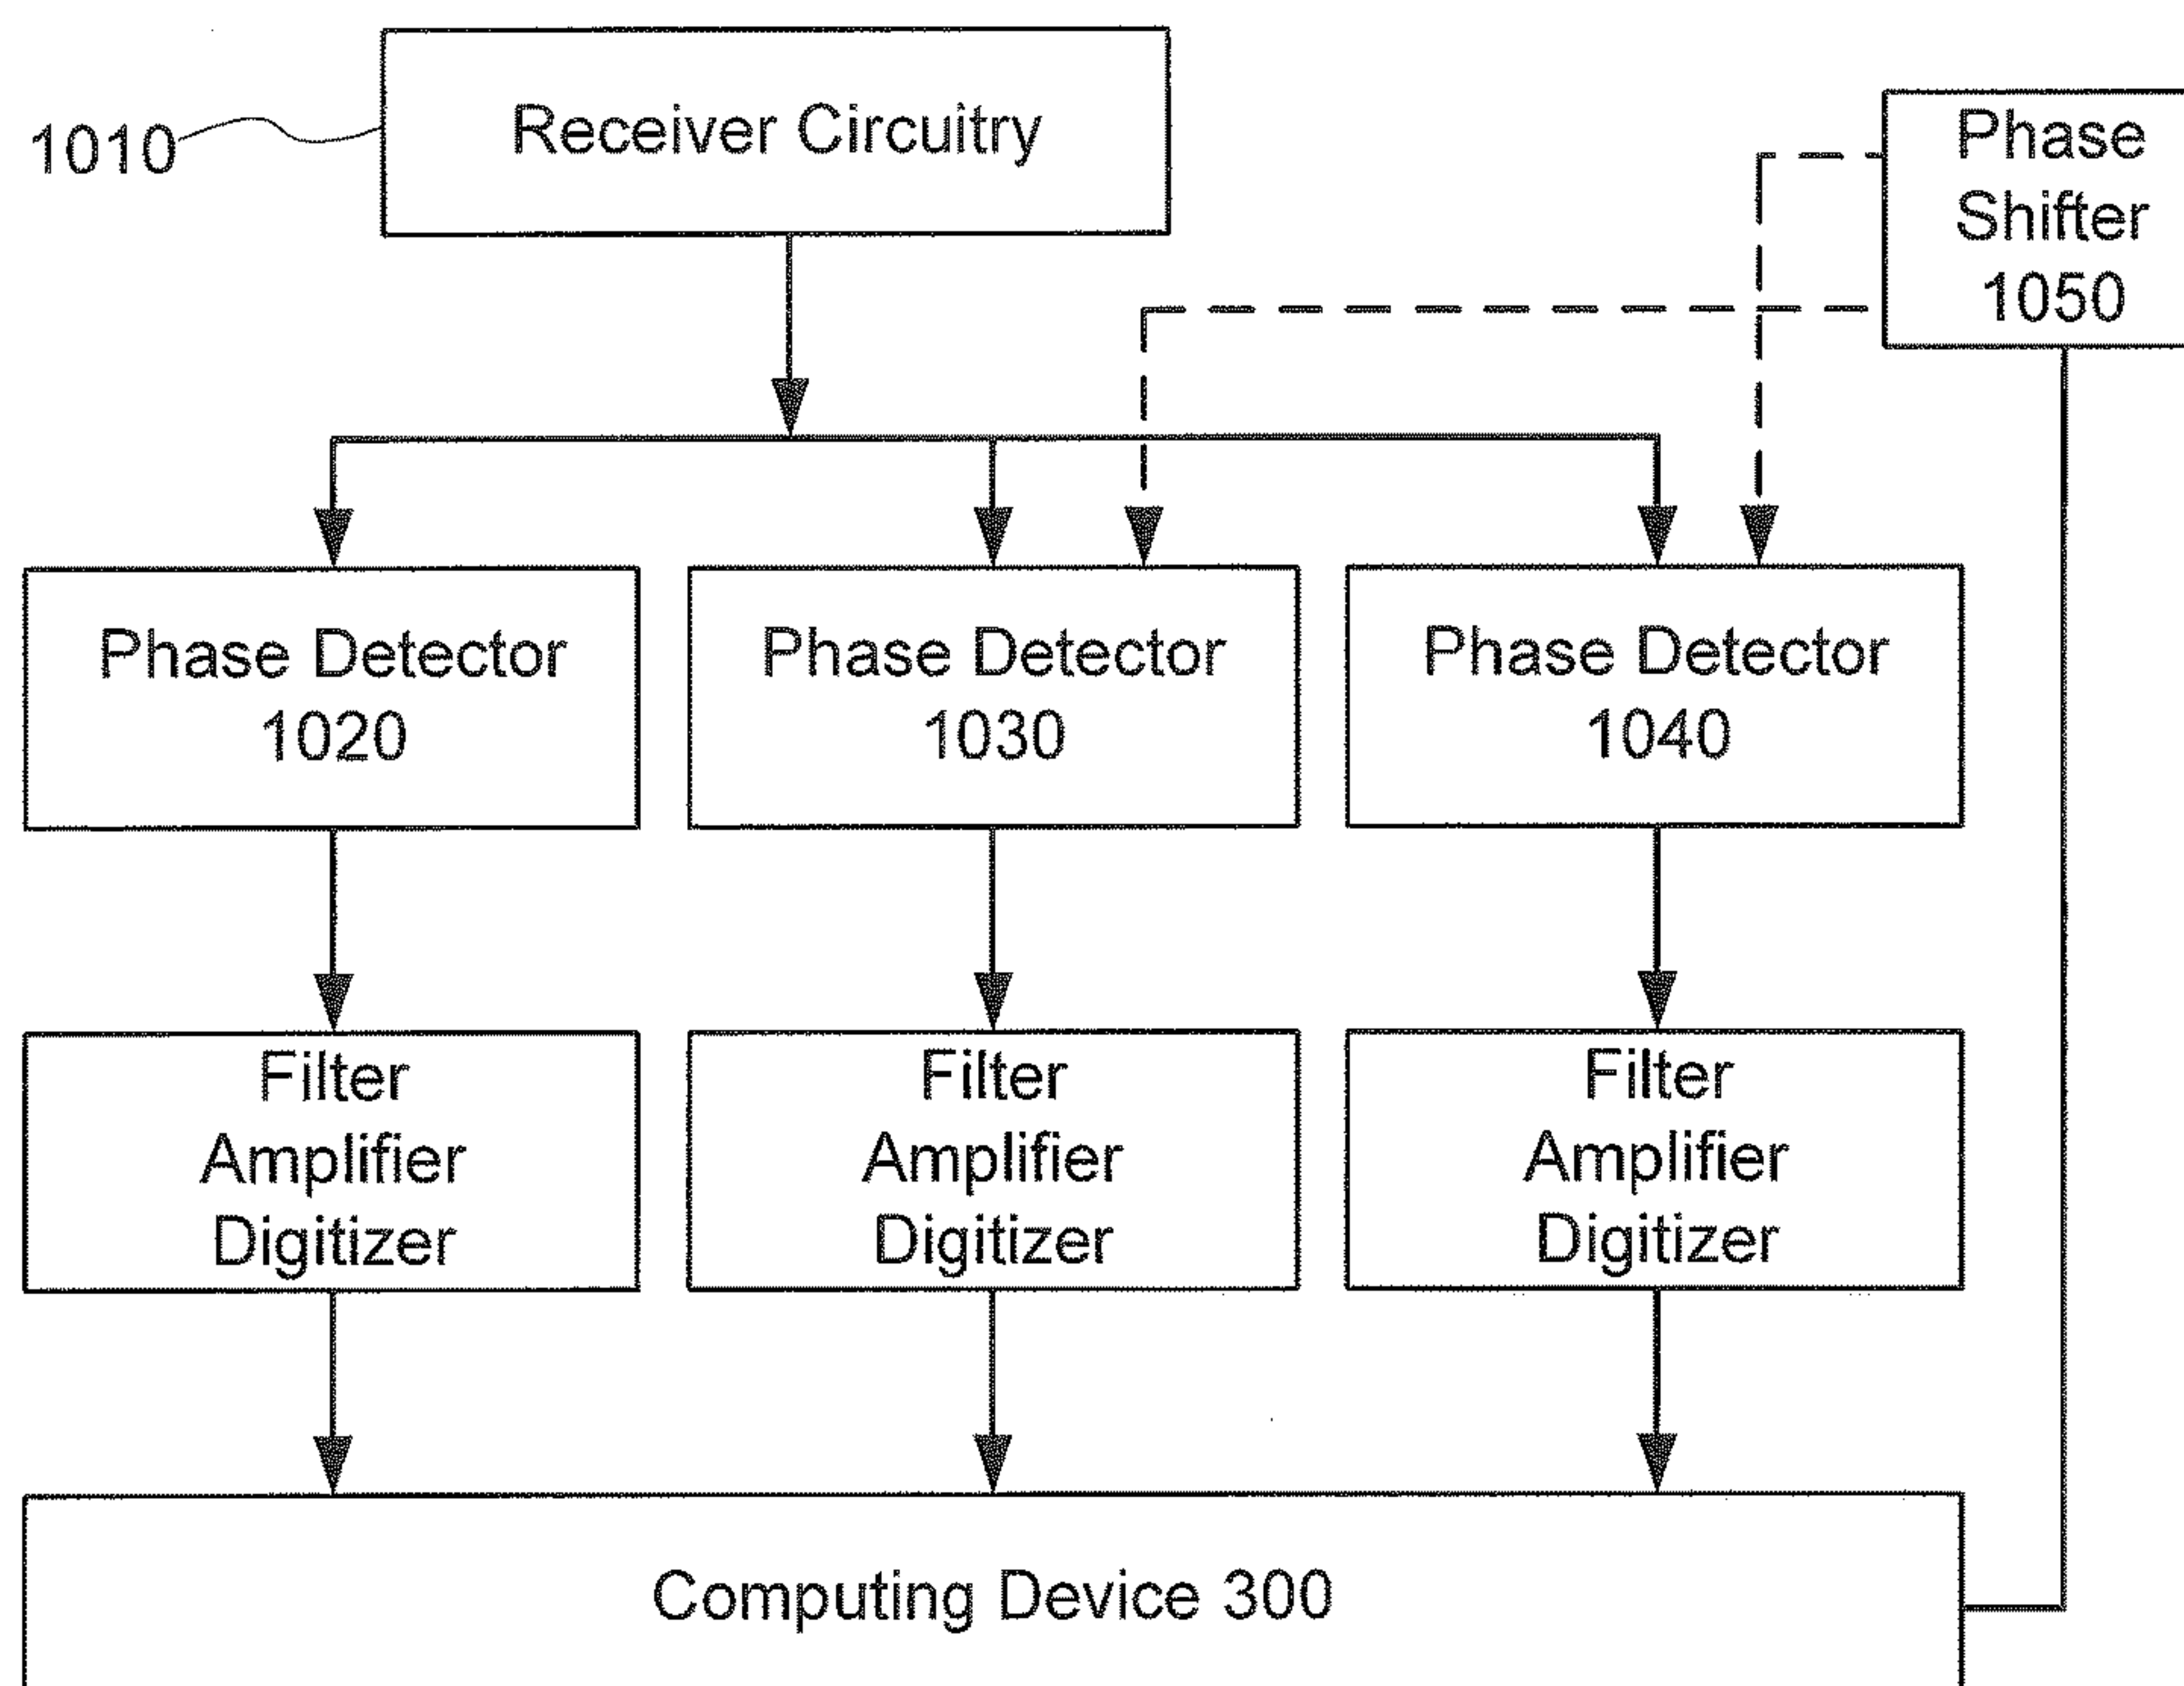 1010
Receiver Circuitry
Phase
Shifter
1050
Phase Detector
1020
Phase Detector
1030
Phase Detector
1040
Filter
Amplifier
Digitizer
Filter
Amplifier
Digitizer
Filter
Amplifier
Digitizer
Computing Device 300